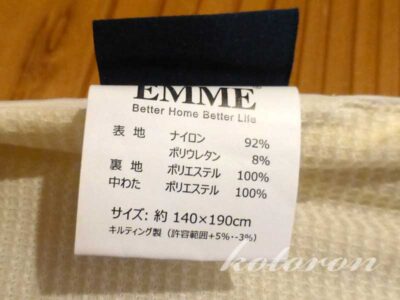 EMME
Better Home Better Life
表地 ナイロン 92%
ポリウレタン 8%
裏地 ポリエステル 100%
中わた ポリエステル 100%
サイズ: 約 140×190cm
キルティング製 (許容範囲+5%・-3%)
kotoron